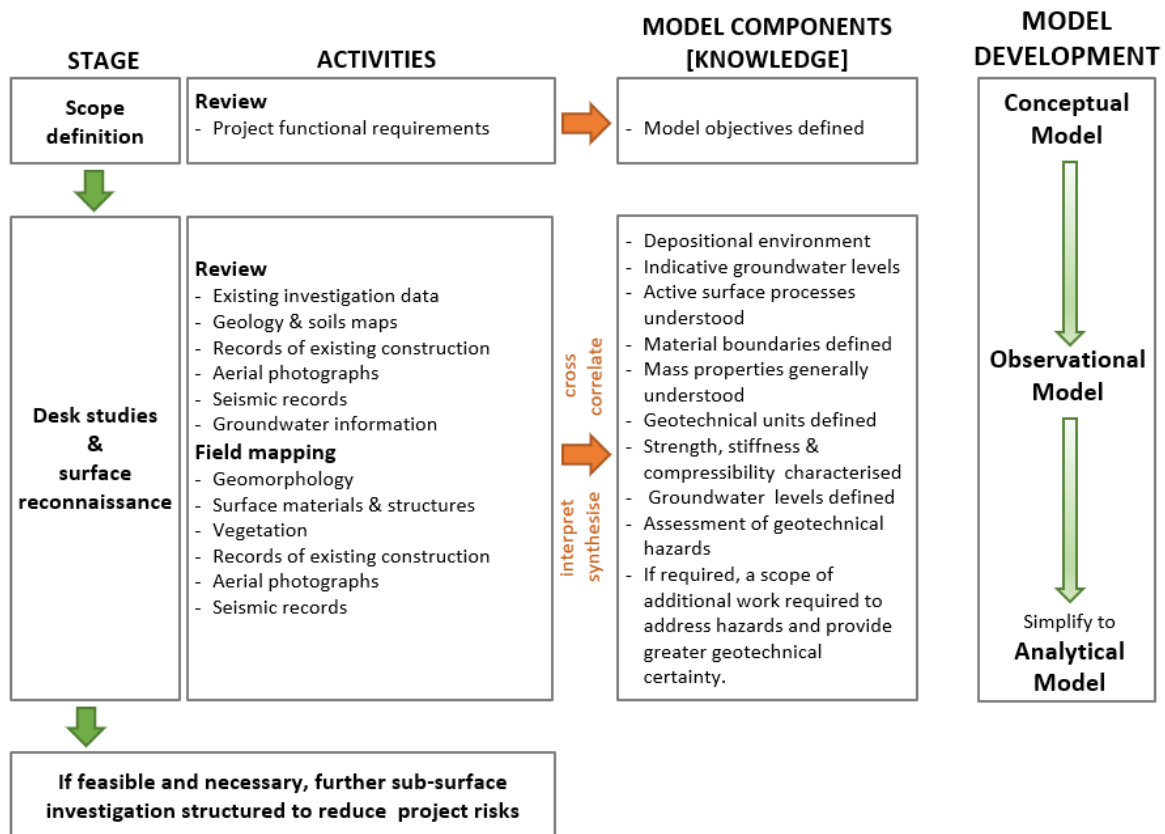 STAGE
ACTIVITIES
MODEL COMPONENTS
[KNOWLEDGE]
MODEL
DEVELOPMENT
Scope
definition
Review
- Project functional requirements
- Model objectives defined
Desk studies
&
surface
reconnaissance
Review
- Existing investigation data
- Geology & soils maps
- Records of existing construction
- Aerial photographs
- Seismic records
- Groundwater information
Field mapping
- Geomorphology
- Surface materials & structures
- Vegetation
- Records of existing construction
- Aerial photographs
- Seismic records
cross
correlate
interpret
synthesise
- Depositional environment
- Indicative groundwater levels
- Active surface processes
understood
- Material boundaries defined
- Mass properties generally
understood
- Geotechnical units defined
- Strength, stiffness &
compressibility characterised
- Groundwater levels defined
- Assessment of geotechnical
hazards
- If required, a scope of
additional work required to
address hazards and provide
greater geotechnical
certainty.
Conceptual
Model
Observational
Model
Simplify to
Analytical
Model
If feasible and necessary, further sub-surface
investigation structured to reduce project risks